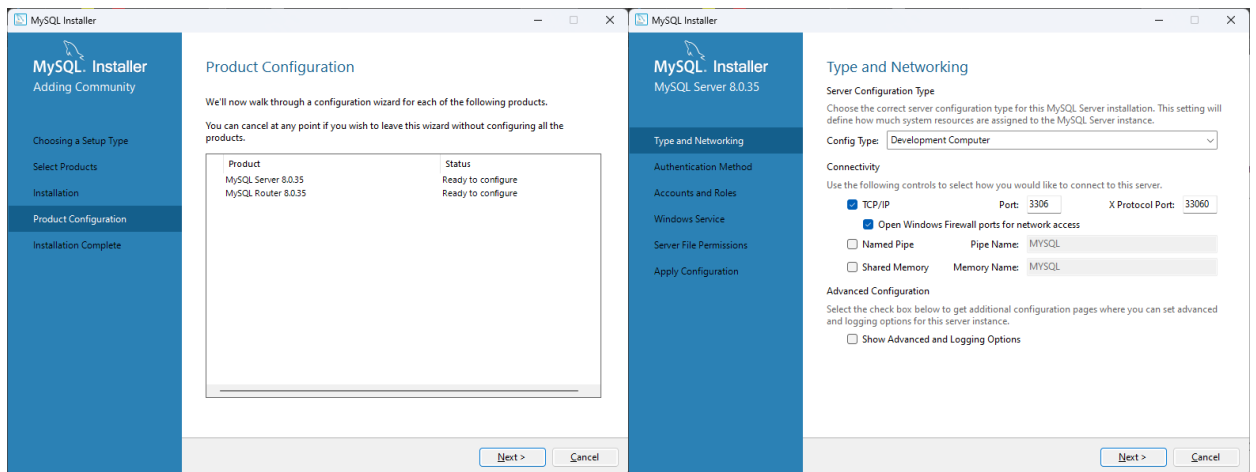 MySQL Installer
MySQL. Installer
Adding Community
Choosing a Setup Type
Select Products
Installation
Product Configuration
Installation Complete
Product Configuration
We'll now walk through a configuration wizard for each of the following products.
You can cancel at any point if you wish to leave this wizard without configuring all the
products.
Product Status
MySQL Server 8.0.35 Ready to configure
MySQL Router 8.0.35 Ready to configure
Next > Cancel
MySQL Installer
MySQL. Installer
MySQL Server 8.0.35
Type and Networking
Authentication Method
Accounts and Roles
Windows Service
Server File Permissions
Apply Configuration
Type and Networking
Server Configuration Type
Choose the correct server configuration type for this MySQL Server installation. This setting will
define how much system resources are assigned to the MySQL Server instance.
Config Type: Development Computer
Connectivity
Use the following controls to select how you would like to connect to this server.
TCP/IP Port: 3306 X Protocol Port: 33060
Open Windows Firewall ports for network access
Named Pipe Pipe Name: MYSQL
Shared Memory Memory Name: MYSQL
Advanced Configuration
Select the check box below to get additional configuration pages where you can set advanced
and logging options for this server instance.
Show Advanced and Logging Options
Next > Cancel